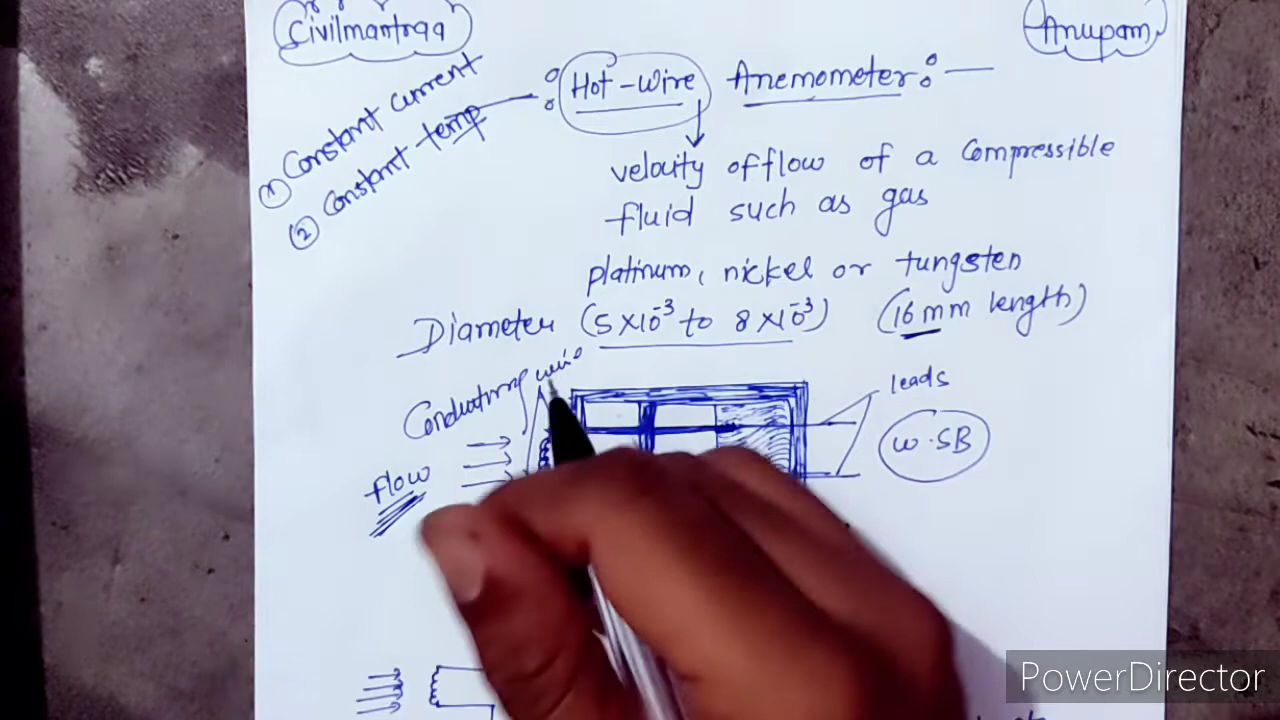 Civilmantraa
Anupam
Hot-Wire Anemometer:—
(1) Constant current
(2) Constant temp
velocity of flow of a compressible
fluid such as gas
platinum, nickel or tungsten
Diameter (5×10⁻³ to 8×10⁻³) (16mm length)
Conducting wire
leads
W.SB
flow
PowerDirector